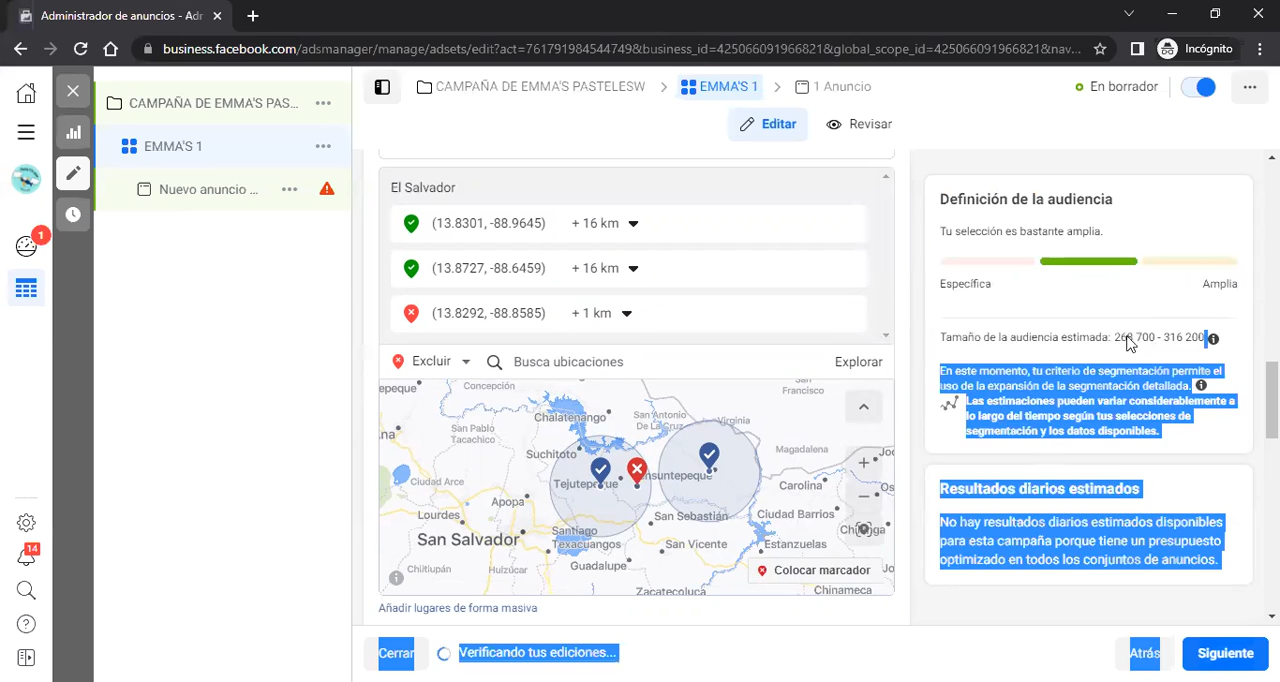 Administrador de anuncios - Adr
business.facebook.com/adsmanager/manage/adsets/edit?act=7617919845447498&business_id=425066091966821&global_scope_id=425066091966821&nav...
Incógnito
CAMPAÑA DE EMMA'S PAS...
EMMA'S 1
Nuevo anuncio ...
1
14
CAMPAÑA DE EMMA'S PASTELESW
EMMA'S 1
1 Anuncio
En borrador
Editar
Revisar
El Salvador
(13.8301, -88.9645) + 16 km
(13.8727, -88.6459) + 16 km
(13.8292, -88.8585) + 1 km
Excluir
Busca ubicaciones
Explorar
Concepción
San Francisco
Chalatenango
San Antonio De La Cruz
Virginia
San Pablo Tacachico
Magdalena
Suchitoto
Ciudad Arce
Tejutepeque
Carolina
Apopa
Lourdes
San Sebastián
Ciudad Barrios
San Salvador
Santiago Texacuangos
San Vicente
Estanzuelas
Guadalupe
Huizúcar
Colocar marcador
Zacatecoluca
Chinameca
Añadir lugares de forma masiva
Definición de la audiencia
Tu selección es bastante amplia.
Específica
Amplia
Tamaño de la audiencia estimada: 700 - 316 200
En este momento, tu criterio de segmentación permite el
uso de la expansión de la segmentación detallada.
Las estimaciones pueden variar considerablemente a
lo largo del tiempo según tus selecciones de
segmentación y los datos disponibles.
Resultados diarios estimados
No hay resultados diarios estimados disponibles
para esta campaña porque tiene un presupuesto
optimizado en todos los conjuntos de anuncios.
Cerrar
Verificando tus ediciones...
Atrás
Siguiente